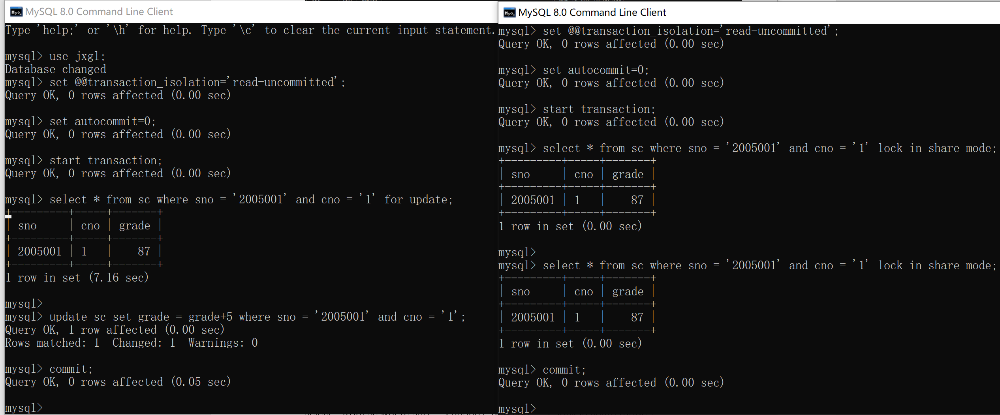 MySQL 8.0 Command Line Client
Type 'help;' or '\h' for help. Type '\c' to clear the current input statement.
mysql> use jxgl;
Database changed
mysql> set @@transaction_isolation='read-uncommitted';
Query OK, 0 rows affected (0.00 sec)
mysql> set autocommit=0;
Query OK, 0 rows affected (0.00 sec)
mysql> start transaction;
Query OK, 0 rows affected (0.00 sec)
mysql> select * from sc where sno = '2005001' and cno = '1' for update;
+---------+-----+-------+
| sno     | cno | grade |
+---------+-----+-------+
| 2005001 | 1   |    87 |
+---------+-----+-------+
1 row in set (7.16 sec)
mysql>
mysql> update sc set grade = grade+5 where sno = '2005001' and cno = '1';
Query OK, 1 row affected (0.00 sec)
Rows matched: 1  Changed: 1  Warnings: 0
mysql> commit;
Query OK, 0 rows affected (0.05 sec)
mysql>
MySQL 8.0 Command Line Client
mysql> set @@transaction_isolation='read-uncommitted';
Query OK, 0 rows affected (0.00 sec)
mysql> set autocommit=0;
Query OK, 0 rows affected (0.00 sec)
mysql> start transaction;
Query OK, 0 rows affected (0.00 sec)
mysql> select * from sc where sno = '2005001' and cno = '1' lock in share mode;
+---------+-----+-------+
| sno     | cno | grade |
+---------+-----+-------+
| 2005001 | 1   |    87 |
+---------+-----+-------+
1 row in set (0.00 sec)
mysql>
mysql> select * from sc where sno = '2005001' and cno = '1' lock in share mode;
+---------+-----+-------+
| sno     | cno | grade |
+---------+-----+-------+
| 2005001 | 1   |    87 |
+---------+-----+-------+
1 row in set (0.00 sec)
mysql> commit;
Query OK, 0 rows affected (0.00 sec)
mysql>